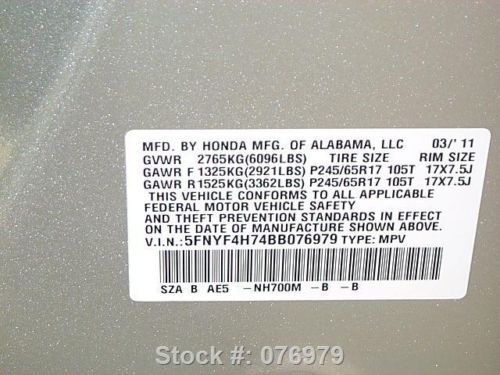 MFD. BY HONDA MFG. OF ALABAMA, LLC 03/'11
GVWR 2765KG(6096LBS) TIRE SIZE RIM SIZE
GAWR F 1325KG(2921LBS) P245/65R17 105T 17X7.5J
GAWR R 1525KG(3362LBS) P245/65R17 105T 17X7.5J
THIS VEHICLE CONFORMS TO ALL APPLICABLE
FEDERAL MOTOR VEHICLE SAFETY
AND THEFT PREVENTION STANDARDS IN EFFECT
ON THE DATE OF MANUFACTURE SHOWN ABOVE.
V.I.N.: 5FNYF4H74BB076979 TYPE: MPV
SZA B AE5 -NH700M -B -B
Stock #: 076979